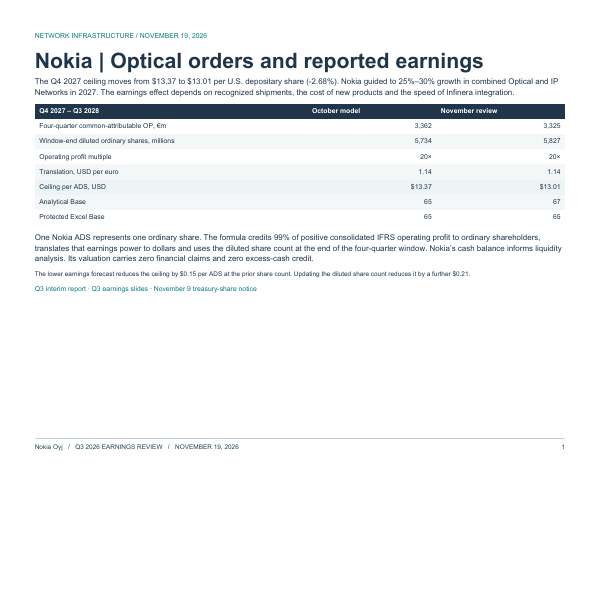 NETWORK INFRASTRUCTURE / NOVEMBER 19, 2026
Nokia | Optical orders and reported earnings
The Q4 2027 ceiling moves from $13.37 to $13.01 per U.S. depositary share (-2.68%). Nokia guided to 25%–30% growth in combined Optical and IP
Networks in 2027. The earnings effect depends on recognized shipments, the cost of new products and the speed of Infinera integration.
Q4 2027 – Q3 2028 October model November review
Four-quarter common-attributable OP, €m 3,362 3,325
Window-end diluted ordinary shares, millions 5,734 5,827
Operating profit multiple 20× 20×
Translation, USD per euro 1.14 1.14
Ceiling per ADS, USD $13.37 $13.01
Analytical Base 65 67
Protected Excel Base 65 65
One Nokia ADS represents one ordinary share. The formula credits 99% of positive consolidated IFRS operating profit to ordinary shareholders,
translates that earnings power to dollars and uses the diluted share count at the end of the four-quarter window. Nokia's cash balance informs liquidity
analysis. Its valuation carries zero financial claims and zero excess-cash credit.
The lower earnings forecast reduces the ceiling by $0.15 per ADS at the prior share count. Updating the diluted share count reduces it by a further $0.21.
Q3 interim report · Q3 earnings slides · November 9 treasury-share notice
Nokia Oyj / Q3 2026 EARNINGS REVIEW / NOVEMBER 19, 2026 1